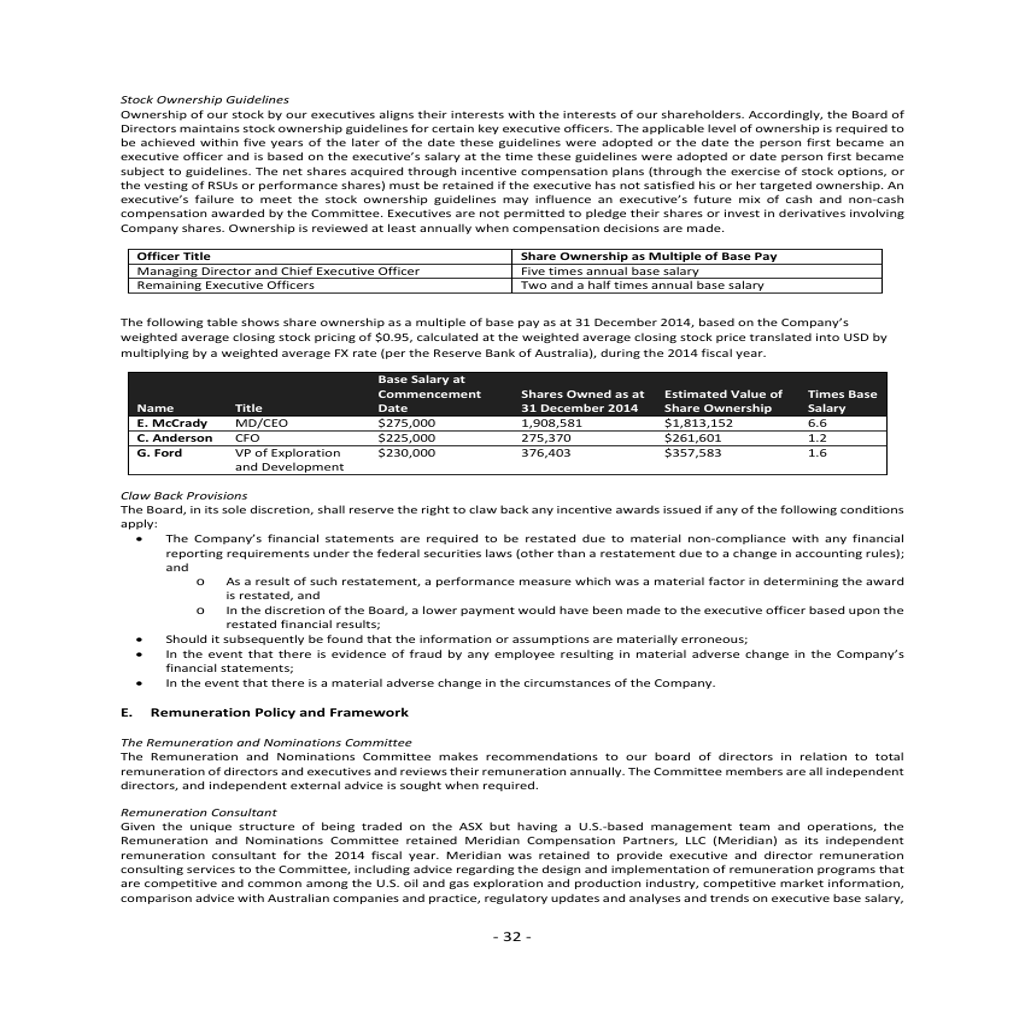 Stock Ownership Guidelines
Ownership of our stock by our executives aligns their interests with the interests of our shareholders. Accordingly, the Board of
Directors maintains stock ownership guidelines for certain key executive officers. The applicable level of ownership is required to
be achieved within five years of the later of the date these guidelines were adopted or the date the person first became an
executive officer and is based on the executive's salary at the time these guidelines were adopted or date person first became
subject to guidelines. The net shares acquired through incentive compensation plans (through the exercise of stock options, or
the vesting of RSUs or performance shares) must be retained if the executive has not satisfied his or her targeted ownership. An
executive's failure to meet the stock ownership guidelines may influence an executive's future mix of cash and non-cash
compensation awarded by the Committee. Executives are not permitted to pledge their shares or invest in derivatives involving
Company shares. Ownership is reviewed at least annually when compensation decisions are made.
Officer Title Share Ownership as Multiple of Base Pay
Managing Director and Chief Executive Officer Five times annual base salary
Remaining Executive Officers Two and a half times annual base salary
The following table shows share ownership as a multiple of base pay as at 31 December 2014, based on the Company's
weighted average closing stock pricing of $0.95, calculated at the weighted average closing stock price translated into USD by
multiplying by a weighted average FX rate (per the Reserve Bank of Australia), during the 2014 fiscal year.
Base Salary at
Commencement Shares Owned as at Estimated Value of Times Base
Name Title Date 31 December 2014 Share Ownership Salary
E. McCrady MD/CEO $275,000 1,908,581 $1,813,152 6.6
C. Anderson CFO $225,000 275,370 $261,601 1.2
G. Ford VP of Exploration $230,000 376,403 $357,583 1.6
and Development
Claw Back Provisions
The Board, in its sole discretion, shall reserve the right to claw back any incentive awards issued if any of the following conditions
apply:
• The Company's financial statements are required to be restated due to material non-compliance with any financial
reporting requirements under the federal securities laws (other than a restatement due to a change in accounting rules);
and
o As a result of such restatement, a performance measure which was a material factor in determining the award
is restated, and
o In the discretion of the Board, a lower payment would have been made to the executive officer based upon the
restated financial results;
• Should it subsequently be found that the information or assumptions are materially erroneous;
• In the event that there is evidence of fraud by any employee resulting in material adverse change in the Company's
financial statements;
• In the event that there is a material adverse change in the circumstances of the Company.
E. Remuneration Policy and Framework
The Remuneration and Nominations Committee
The Remuneration and Nominations Committee makes recommendations to our board of directors in relation to total
remuneration of directors and executives and reviews their remuneration annually. The Committee members are all independent
directors, and independent external advice is sought when required.
Remuneration Consultant
Given the unique structure of being traded on the ASX but having a U.S.-based management team and operations, the
Remuneration and Nominations Committee retained Meridian Compensation Partners, LLC (Meridian) as its independent
remuneration consultant for the 2014 fiscal year. Meridian was retained to provide executive and director remuneration
consulting services to the Committee, including advice regarding the design and implementation of remuneration programs that
are competitive and common among the U.S. oil and gas exploration and production industry, competitive market information,
comparison advice with Australian companies and practice, regulatory updates and analyses and trends on executive base salary,
- 32 -